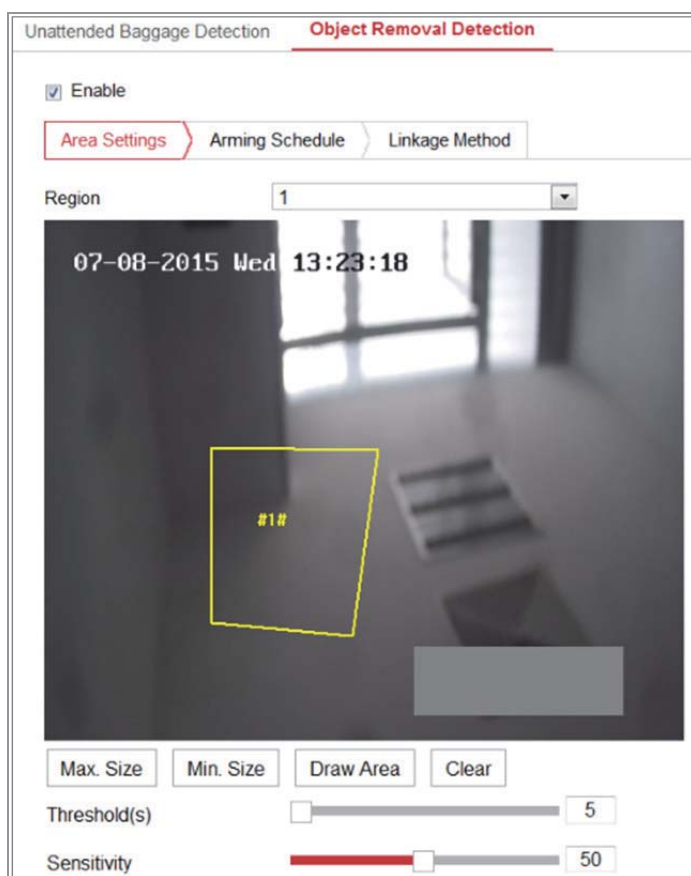 Unattended Baggage Detection Object Removal Detection
Enable
Area Settings Arming Schedule Linkage Method
Region 1
07-08-2015 Wed 13:23:18
#1#
Max. Size Min. Size Draw Area Clear
Threshold(s) 5
Sensitivity 50